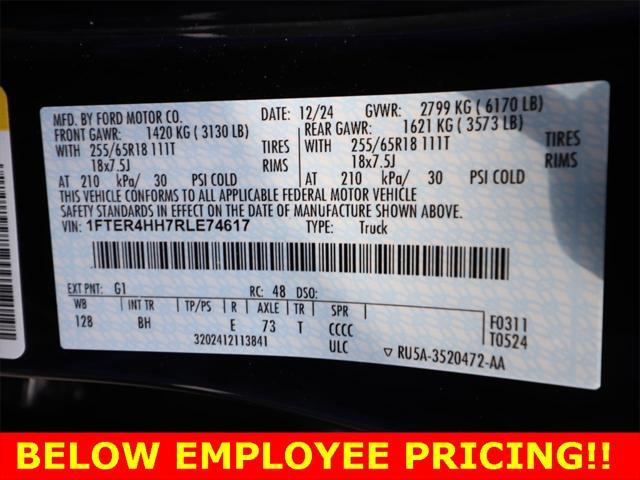 MFD. BY FORD MOTOR CO.
DATE: 12/24 GVWR: 2799 KG ( 6170 LB)
FRONT GAWR: 1420 KG ( 3130 LB)
REAR GAWR: 1621 KG ( 3573 LB)
WITH 255/65R18 111T TIRES
WITH 255/65R18 111T TIRES
18x7.5J RIMS
18x7.5J RIMS
AT 210 kPa/ 30 PSI COLD
AT 210 kPa/ 30 PSI COLD
THIS VEHICLE CONFORMS TO ALL APPLICABLE FEDERAL MOTOR VEHICLE
SAFETY STANDARDS IN EFFECT ON THE DATE OF MANUFACTURE SHOWN ABOVE.
VIN: 1FTER4HH7RLE74617 TYPE: Truck
EXT PNT: G1 RC: 48 DSO:
WB INT TR TP/PS R AXLE TR SPR
128 BH E 73 T CCCC
F0311
T0524
3202412113841 ULC
RU5A-3520472-AA
BELOW EMPLOYEE PRICING!!